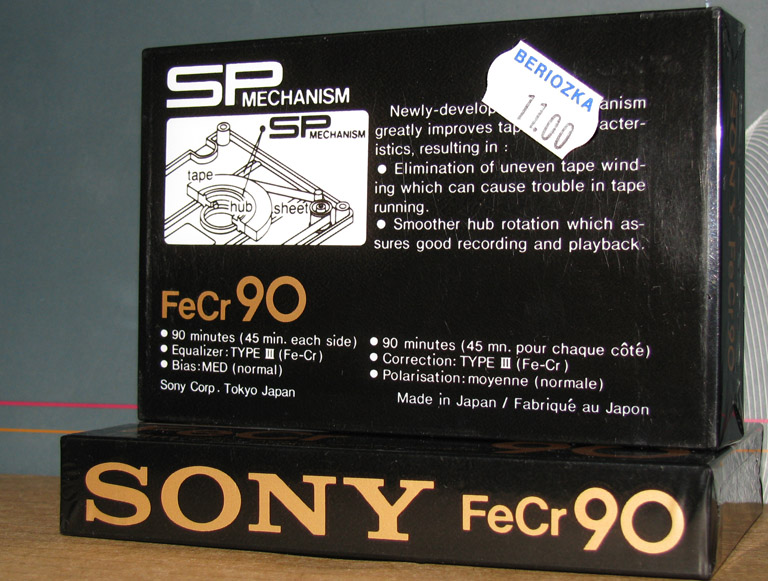 SP MECHANISM
SP MECHANISM
tape
hub
sheet
BERIOZKA
11.00
Newly-develop anism
greatly improves tap acter-
istics, resulting in :
● Elimination of uneven tape wind-
ing which can cause trouble in tape
running.
● Smoother hub rotation which as-
sures good recording and playback.
FeCr 90
● 90 minutes (45 min. each side)
● Equalizer: TYPE III (Fe-Cr)
● Bias: MED (normal)
Sony Corp. Tokyo Japan
● 90 minutes (45 mn. pour chaque côté)
● Correction: TYPE III (Fe-Cr)
● Polarisation: moyenne (normale)
Made in Japan / Fabriqué au Japon
SONY FeCr 90
SONY FeCr 90